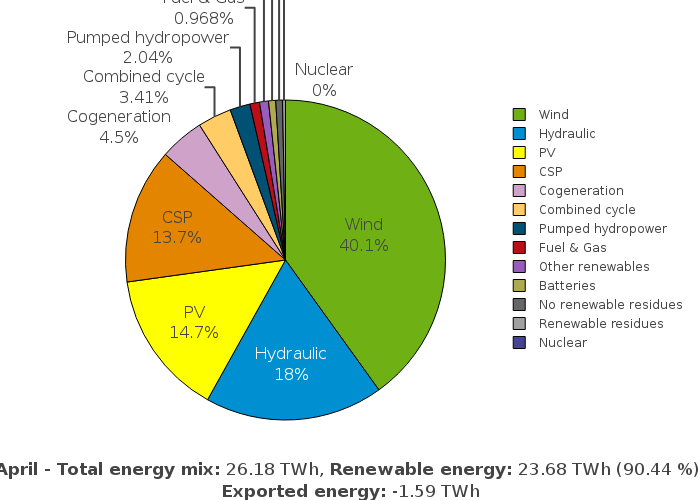 Fuel & Gas
0.968%
Pumped hydropower
2.04%
Combined cycle
3.41%
Cogeneration
4.5%
Nuclear
0%
Wind
40.1%
CSP
13.7%
PV
14.7%
Hydraulic
18%
Wind
Hydraulic
PV
CSP
Cogeneration
Combined cycle
Pumped hydropower
Fuel & Gas
Other renewables
Batteries
No renewable residues
Renewable residues
Nuclear
April - Total energy mix: 26.18 TWh, Renewable energy: 23.68 TWh (90.44 %)
Exported energy: -1.59 TWh